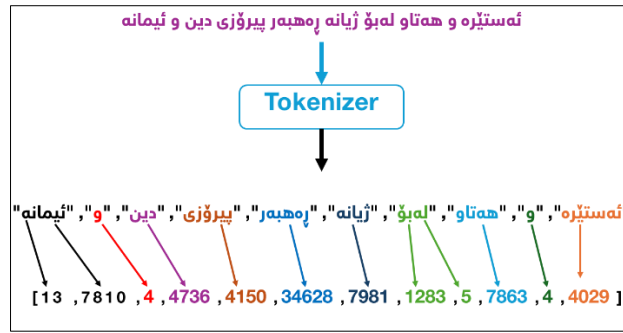 ئەستێرە و هەتاو لەبۆ ژیانە ڕەهبەر پیرۆزی دین و ئیمانە
Tokenizer
"ئەستێرە", "و", "هەتاو", "لەبۆ", "ژیانە", "ڕەهبەر", "پیرۆزی", "دین", "و", "ئیمانە"
[13 ,7810 ,4 ,4736 ,4150 ,34628 ,7981 ,1283 ,5 ,7863 ,4 ,4029 ]